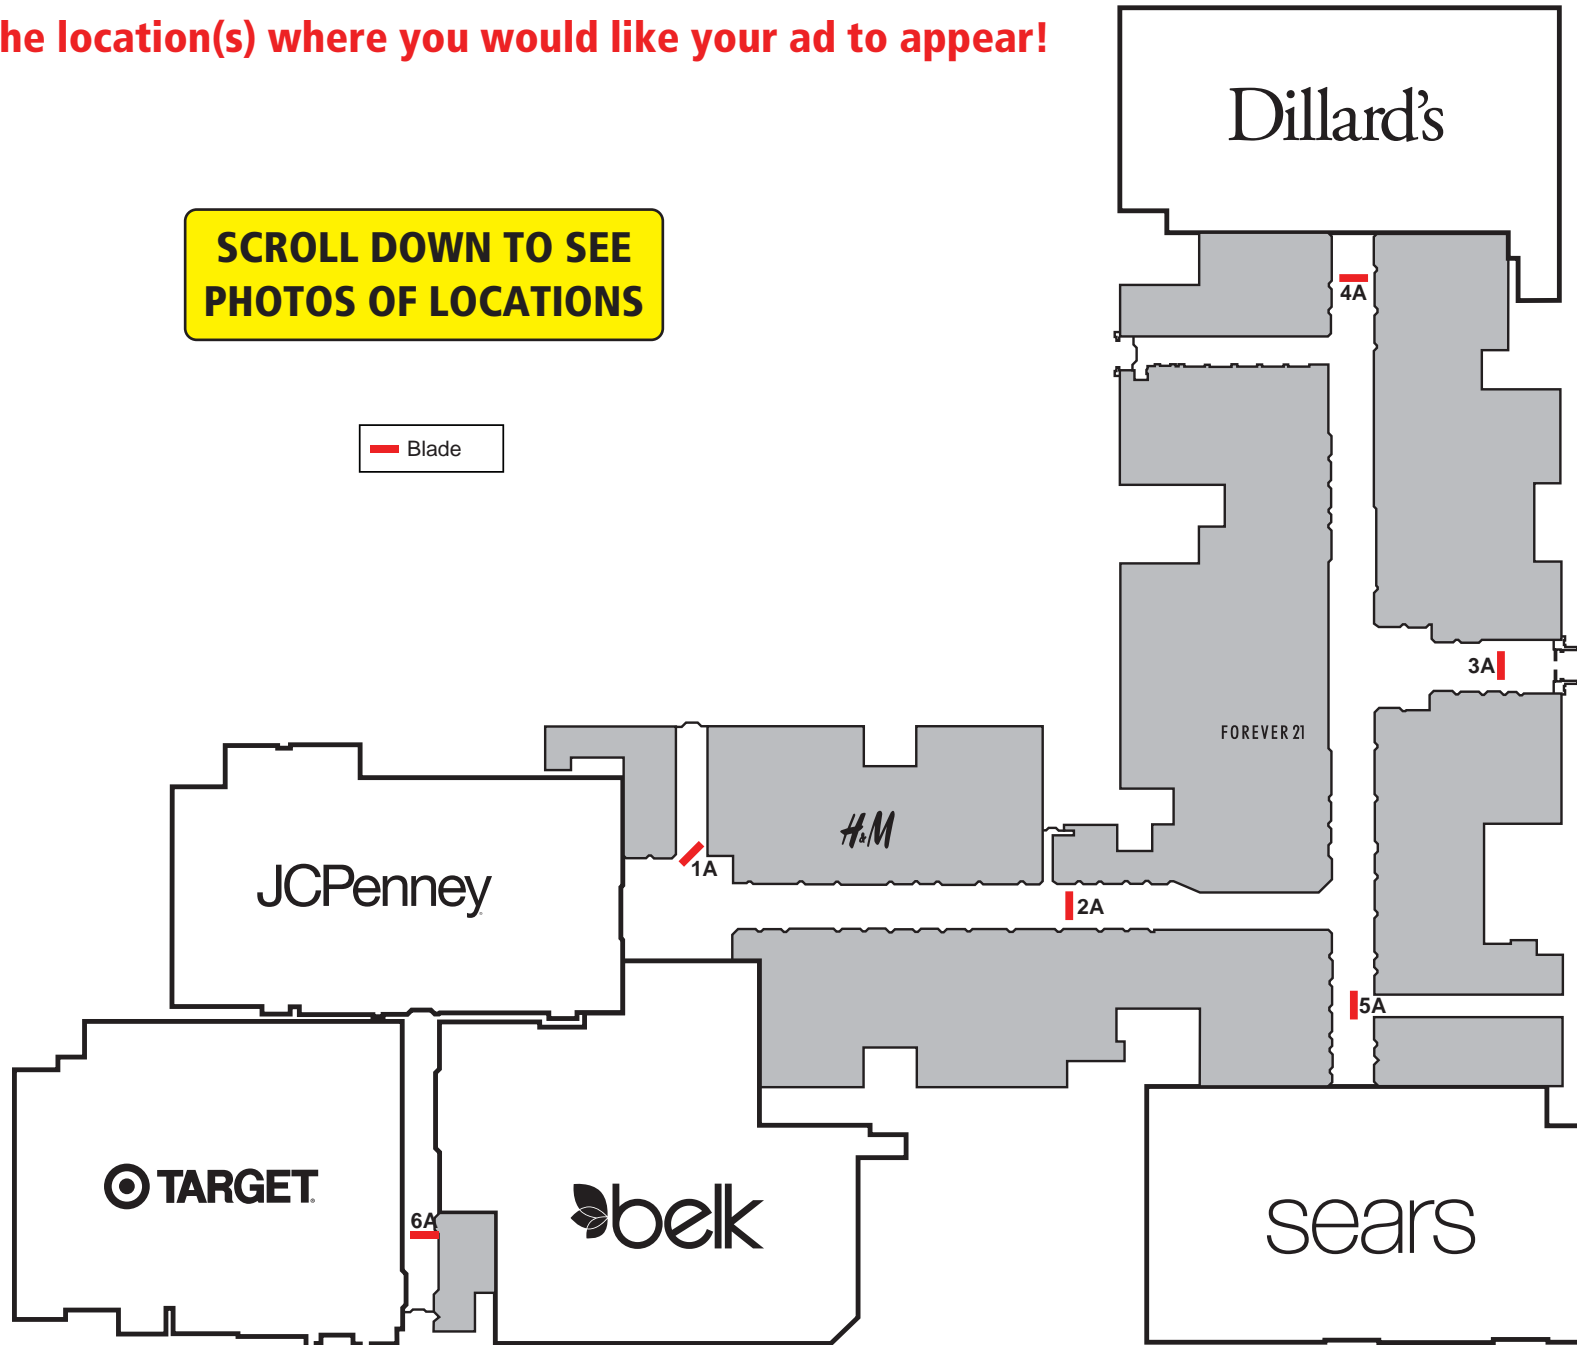 he location(s) where you would like your ad to appear!
Dillard's
SCROLL DOWN TO SEE
PHOTOS OF LOCATIONS
4A
Blade
3A
FOREVER 21
H&M
JCPenney
1A
2A
5A
TARGET
6A
belk
sears